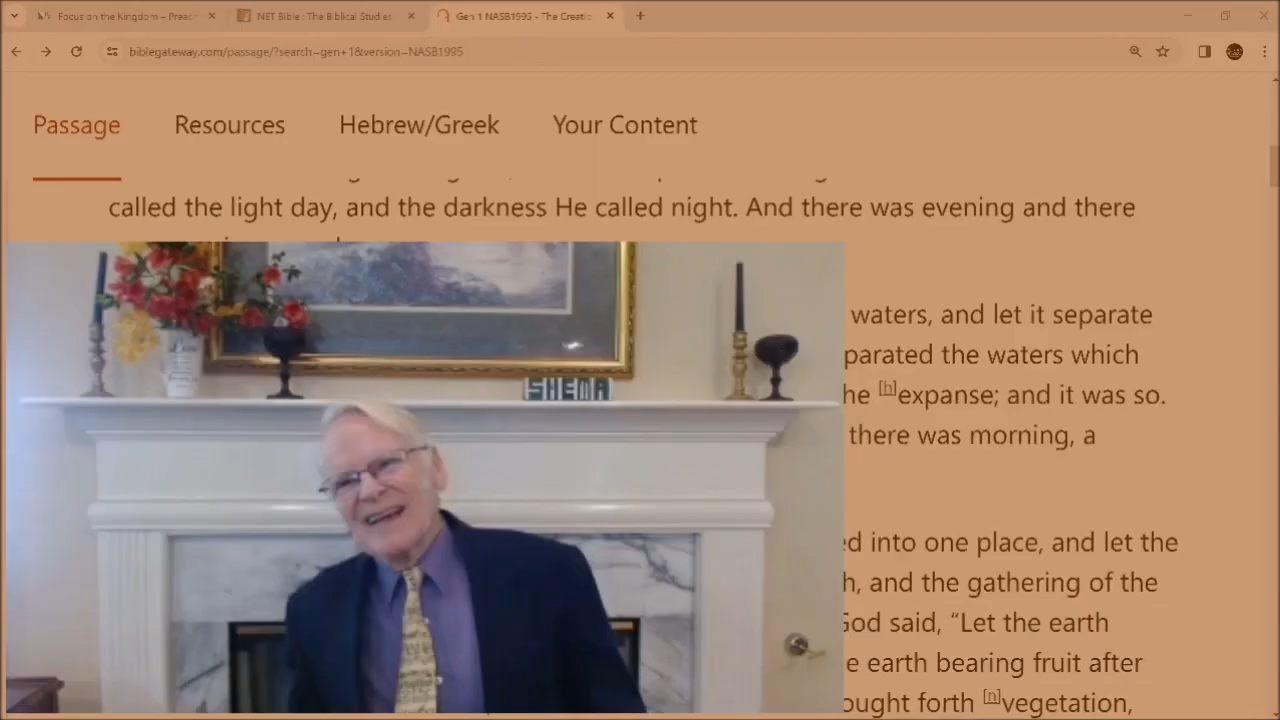 Focus on the Kingdom – Preac
NET Bible: The Biblical Studies
Gen 1 NASB1995 - The Creatic
biblegateway.com/passage/?search=gen+1&version=NASB1995
Passage
Resources
Hebrew/Greek
Your Content
called the light day, and the darkness He called night. And there was evening and there
waters, and let it separate
parated the waters which
he [h]expanse; and it was so.
there was morning, a
SHEMA
ed into one place, and let the
h, and the gathering of the
God said, “Let the earth
e earth bearing fruit after
ought forth [n]vegetation,